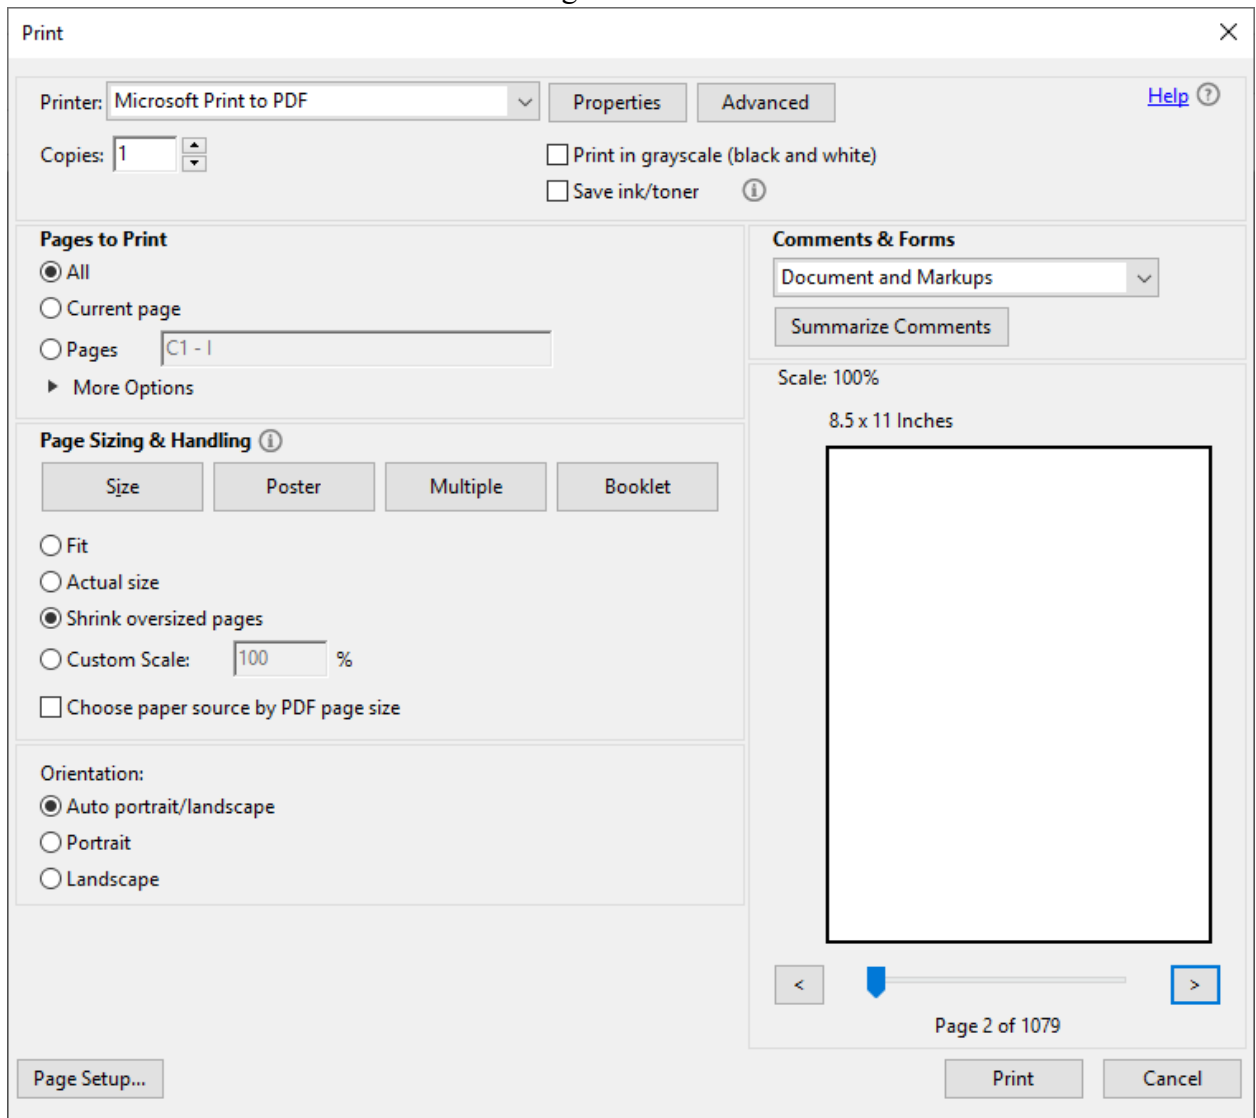 Print
Printer: Microsoft Print to PDF Properties Advanced Help
Copies: 1 Print in grayscale (black and white)
Save ink/toner
Pages to Print
All
Current page
Pages C1 - I
More Options
Comments & Forms
Document and Markups
Summarize Comments
Page Sizing & Handling
Size Poster Multiple Booklet
Fit
Actual size
Shrink oversized pages
Custom Scale: 100 %
Choose paper source by PDF page size
Orientation:
Auto portrait/landscape
Portrait
Landscape
Scale: 100%
8.5 x 11 Inches
< >
Page 2 of 1079
Page Setup... Print Cancel